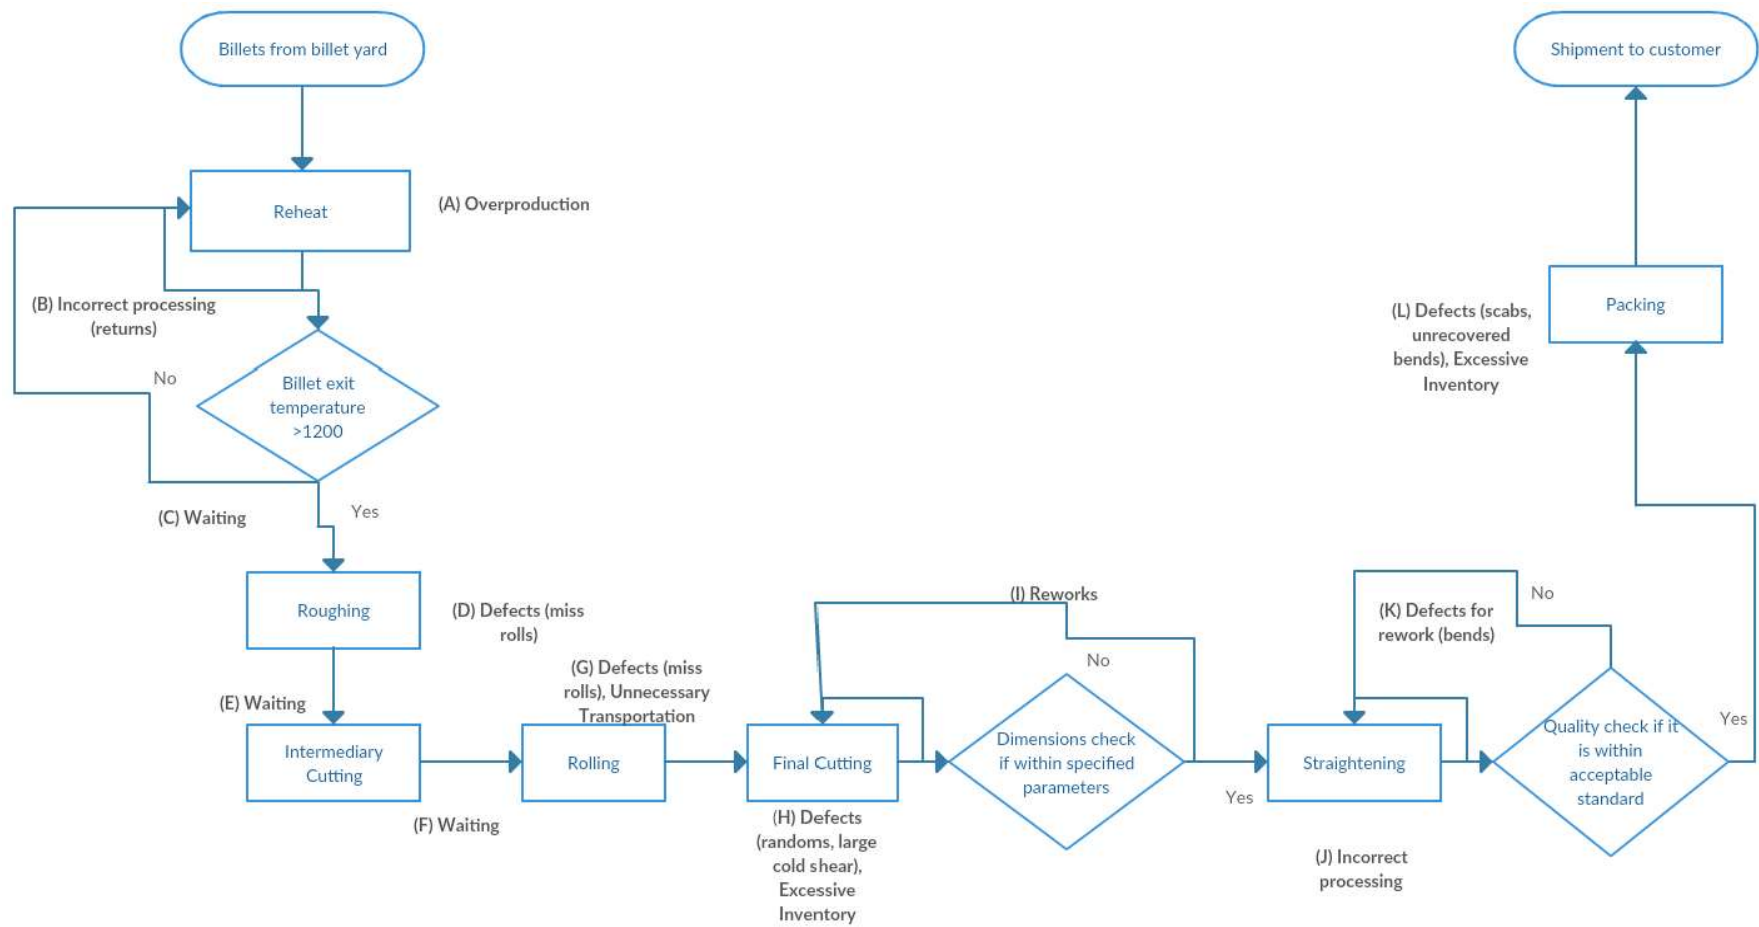 Billets from billet yard
Shipment to customer
Reheat
(A) Overproduction
(B) Incorrect processing
(returns)
No
Billet exit
temperature
>1200
(C) Waiting
Yes
Roughing
(D) Defects (miss
rolls)
(E) Waiting
Intermediary
Cutting
(F) Waiting
(G) Defects (miss
rolls), Unnecessary
Transportation
Rolling
Final Cutting
(H) Defects
(randoms, large
cold shear),
Excessive
Inventory
(I) Reworks
No
Dimensions check
if within specified
parameters
Yes
Straightening
(J) Incorrect
processing
(K) Defects for
rework (bends)
No
Quality check if it
is within
acceptable
standard
Yes
(L) Defects (scabs,
unrecovered
bends), Excessive
Inventory
Packing